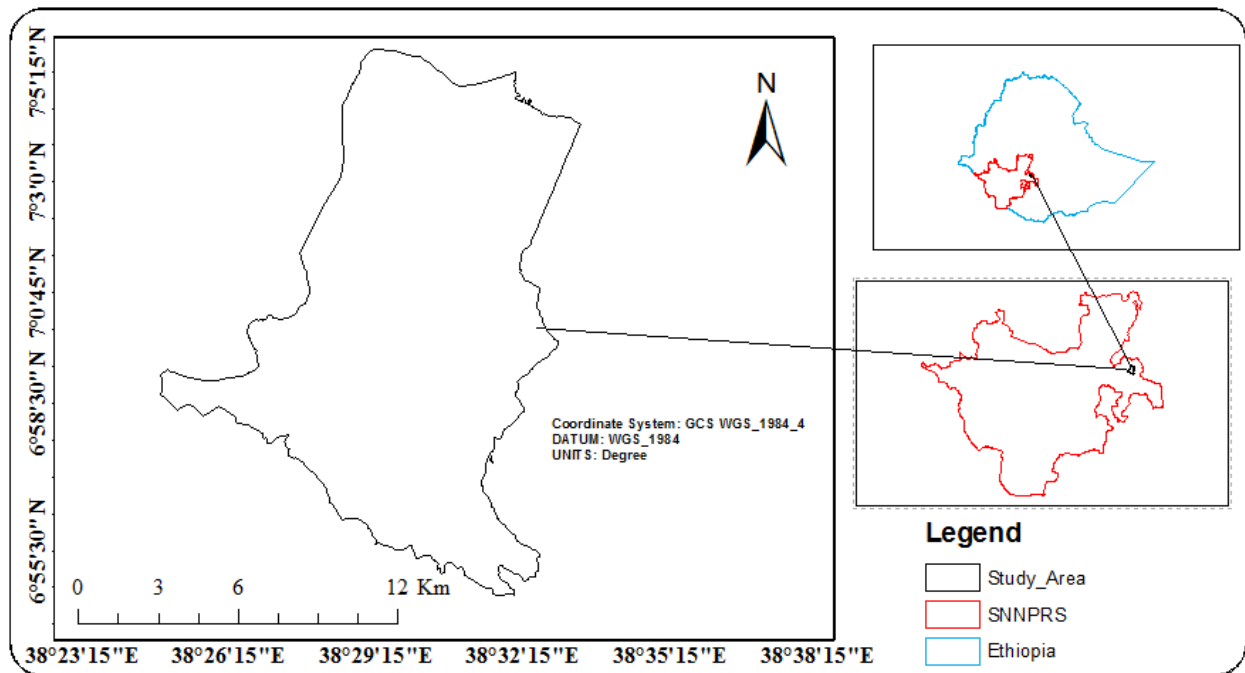 7°5'15"N
7°3'0"N
7°0'45"N
6°58'30"N
6°55'30"N
N
Coordinate System: GCS WGS_1984_4
DATUM: WGS_1984
UNITS: Degree
0 3 6 12 Km
38°23'15"E 38°26'15"E 38°29'15"E 38°32'15"E 38°35'15"E 38°38'15"E
Legend
Study_Area
SNNPRS
Ethiopia